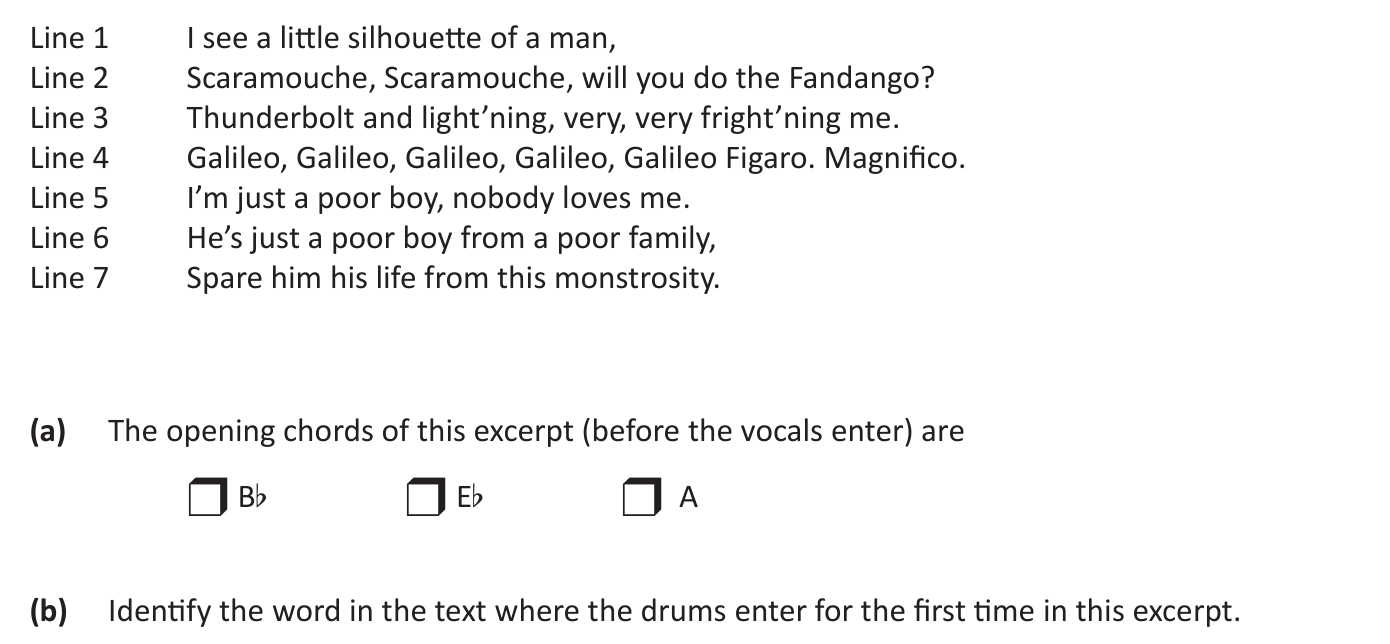 Line 1 I see a little silhouette of a man,
Line 2 Scaramouche, Scaramouche, will you do the Fandango?
Line 3 Thunderbolt and light’ning, very, very fright’ning me.
Line 4 Galileo, Galileo, Galileo, Galileo, Galileo Figaro. Magnifico.
Line 5 I’m just a poor boy, nobody loves me.
Line 6 He’s just a poor boy from a poor family,
Line 7 Spare him his life from this monstrosity.
(a) The opening chords of this excerpt (before the vocals enter) are
B♭ E♭ A
(b) Identify the word in the text where the drums enter for the first time in this excerpt.